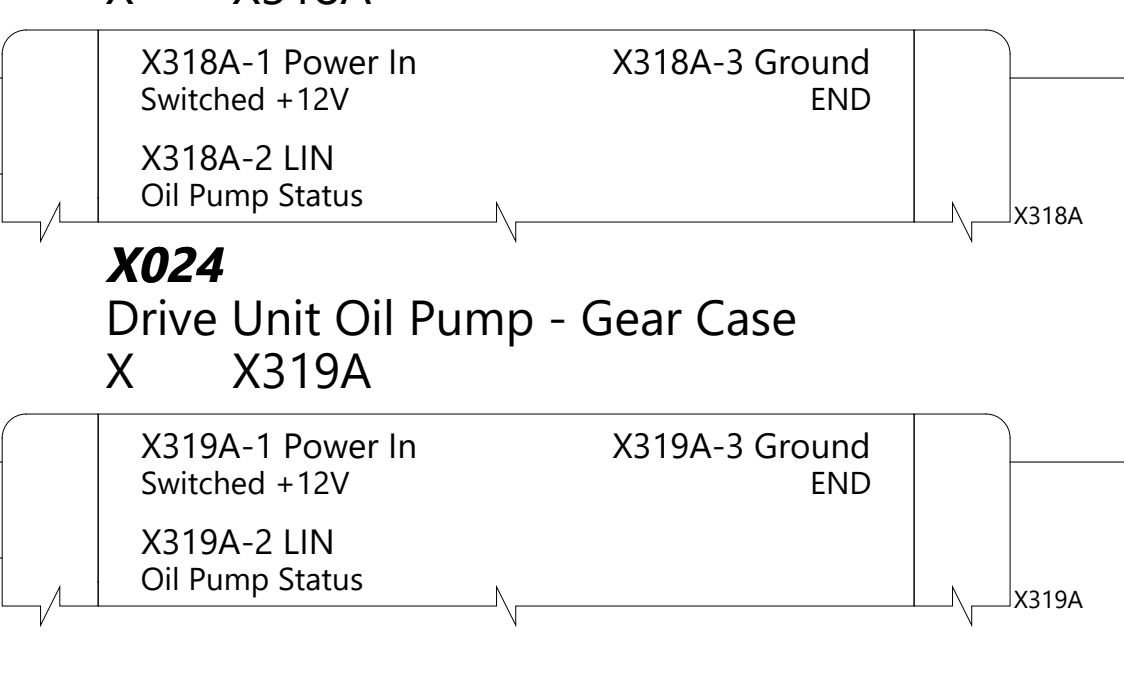 X X318A
X318A-1 Power In X318A-3 Ground
Switched +12V END
X318A-2 LIN
Oil Pump Status
X318A
X024
Drive Unit Oil Pump - Gear Case
X X319A
X319A-1 Power In X319A-3 Ground
Switched +12V END
X319A-2 LIN
Oil Pump Status
X319A